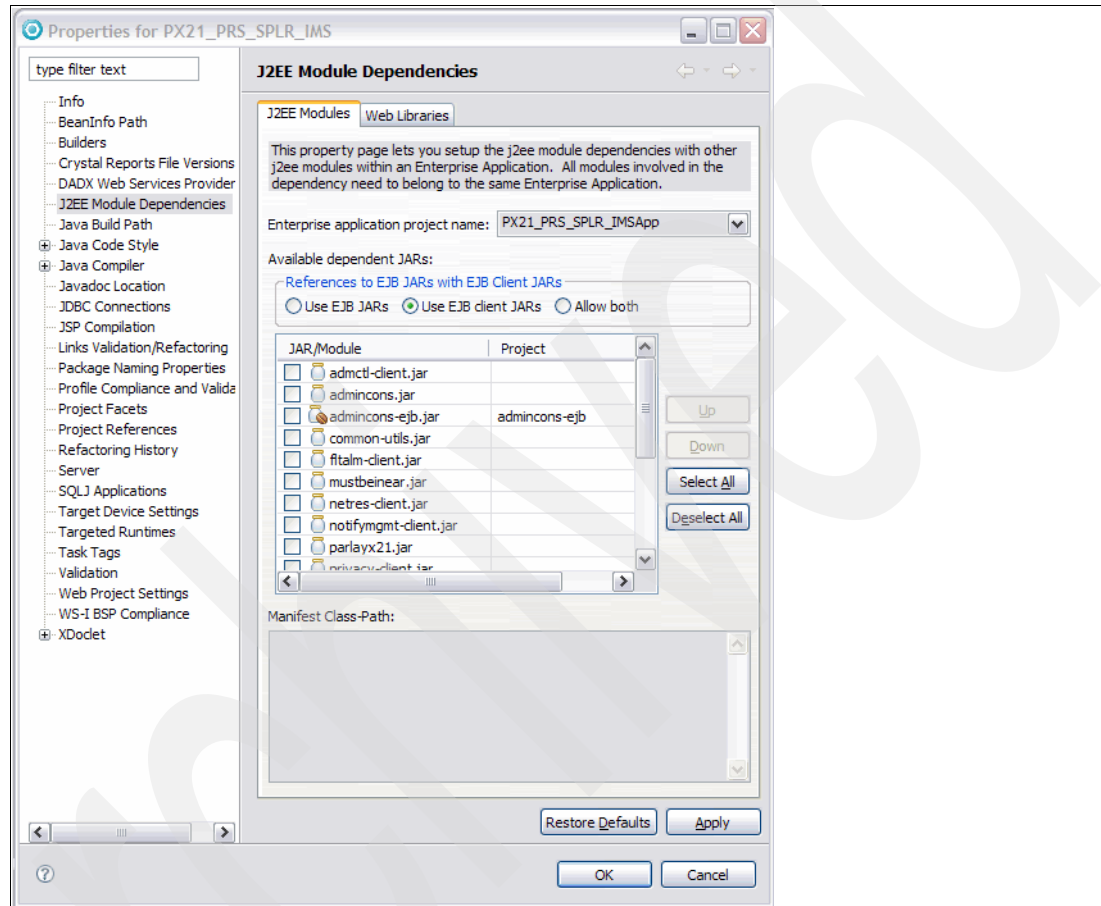 Properties for PX21_PRS_SPLR_IMS
type filter text
Info
BeanInfo Path
Builders
Crystal Reports File Versions
DADX Web Services Provider
J2EE Module Dependencies
Java Build Path
Java Code Style
Java Compiler
Javadoc Location
JDBC Connections
JSP Compilation
Links Validation/Refactoring
Package Naming Properties
Profile Compliance and Valida
Project Facets
Project References
Refactoring History
Server
SQLJ Applications
Target Device Settings
Targeted Runtimes
Task Tags
Validation
Web Project Settings
WS-I BSP Compliance
XDoclet
J2EE Module Dependencies
J2EE Modules Web Libraries
This property page lets you setup the j2ee module dependencies with other
j2ee modules within an Enterprise Application. All modules involved in the
dependency need to belong to the same Enterprise Application.
Enterprise application project name: PX21_PRS_SPLR_IMSApp
Available dependent JARs:
References to EJB JARs with EJB Client JARs
Use EJB JARs Use EJB client JARs Allow both
JAR/Module Project
admctl-client.jar
admincons.jar
admincons-ejb.jar admincons-ejb
common-utils.jar
fltalm-client.jar
mustbeinear.jar
netres-client.jar
notifymgmt-client.jar
parlayx21.jar
privacy-client.jar
Up
Down
Select All
Deselect All
Manifest Class-Path:
Restore Defaults Apply
OK Cancel